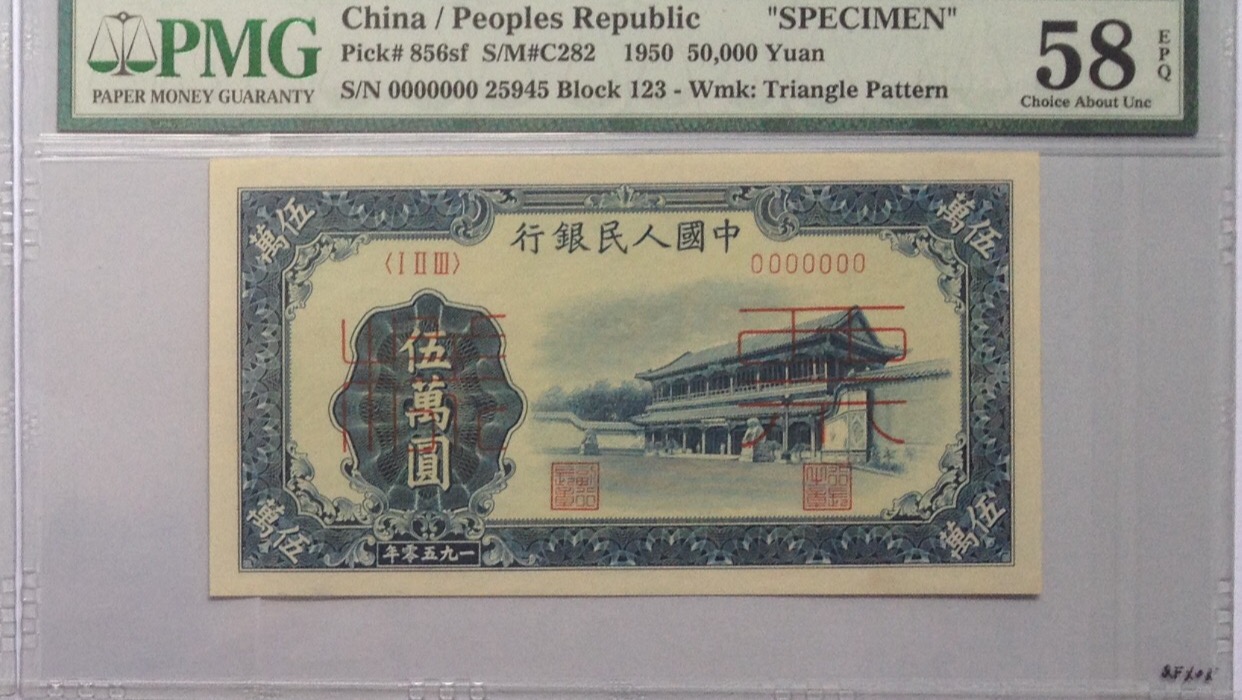 PMG
PAPER MONEY GUARANTY
China / Peoples Republic "SPECIMEN"
Pick# 856sf S/M#C282 1950 50,000 Yuan
S/N 0000000 25945 Block 123 - Wmk: Triangle Pattern
58
EPQ
Choice About Unc
伍萬
萬伍
行銀民人國中
〈I II III〉
0000000
伍萬圓
票樣
伍萬
伍萬
年零五九一